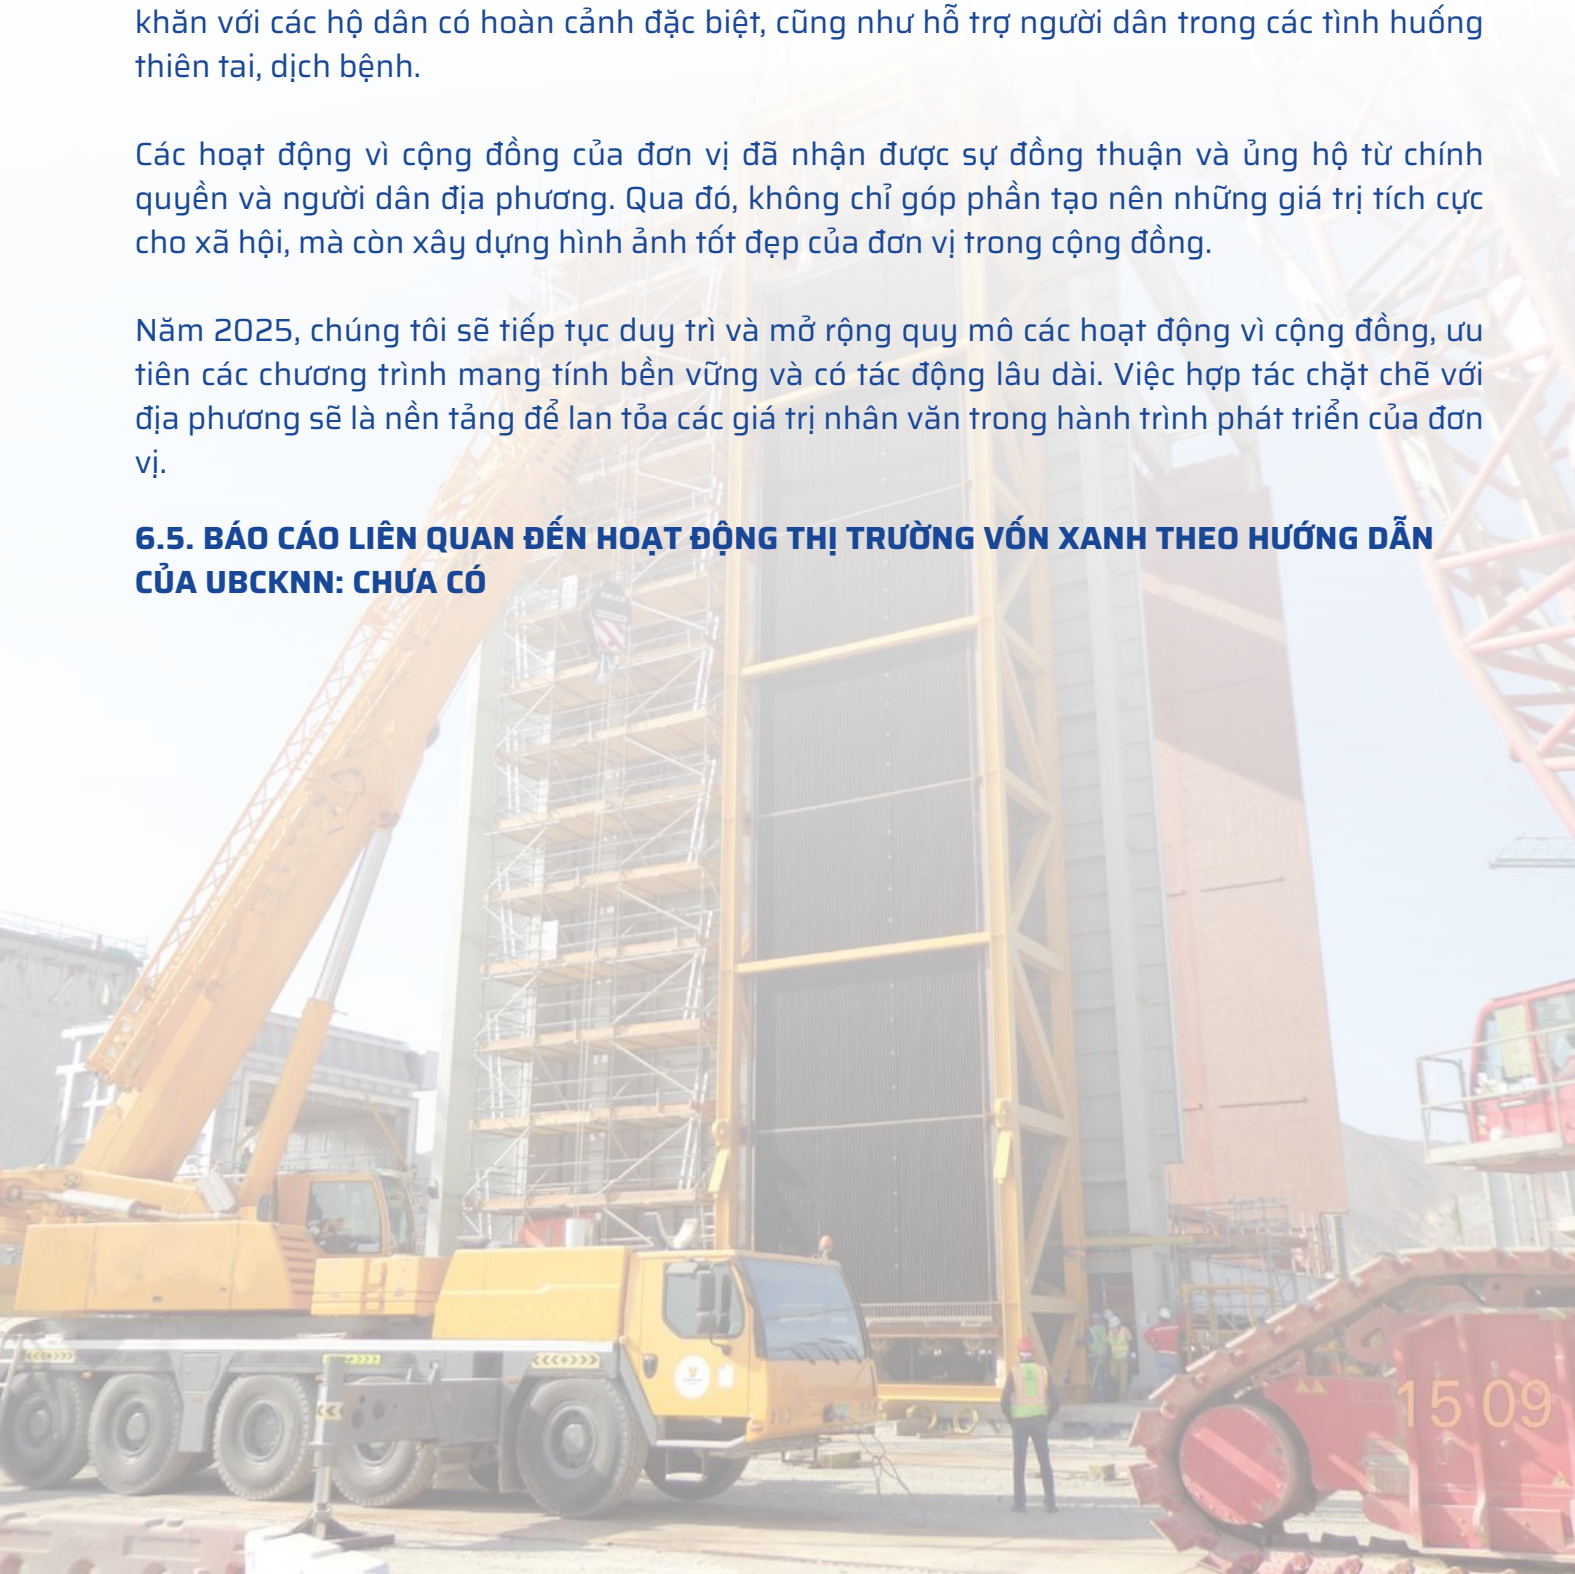 khăn với các hộ dân có hoàn cảnh đặc biệt, cũng như hỗ trợ người dân trong các tình huống
thiên tai, dịch bệnh.
Các hoạt động vì cộng đồng của đơn vị đã nhận được sự đồng thuận và ủng hộ từ chính
quyền và người dân địa phương. Qua đó, không chỉ góp phần tạo nên những giá trị tích cực
cho xã hội, mà còn xây dựng hình ảnh tốt đẹp của đơn vị trong cộng đồng.
Năm 2025, chúng tôi sẽ tiếp tục duy trì và mở rộng quy mô các hoạt động vì cộng đồng, ưu
tiên các chương trình mang tính bền vững và có tác động lâu dài. Việc hợp tác chặt chẽ với
địa phương sẽ là nền tảng để lan tỏa các giá trị nhân văn trong hành trình phát triển của đơn
vị.
6.5. BÁO CÁO LIÊN QUAN ĐẾN HOẠT ĐỘNG THỊ TRƯỜNG VỐN XANH THEO HƯỚNG DẪN
CỦA UBCKNN: CHƯA CÓ
15 09